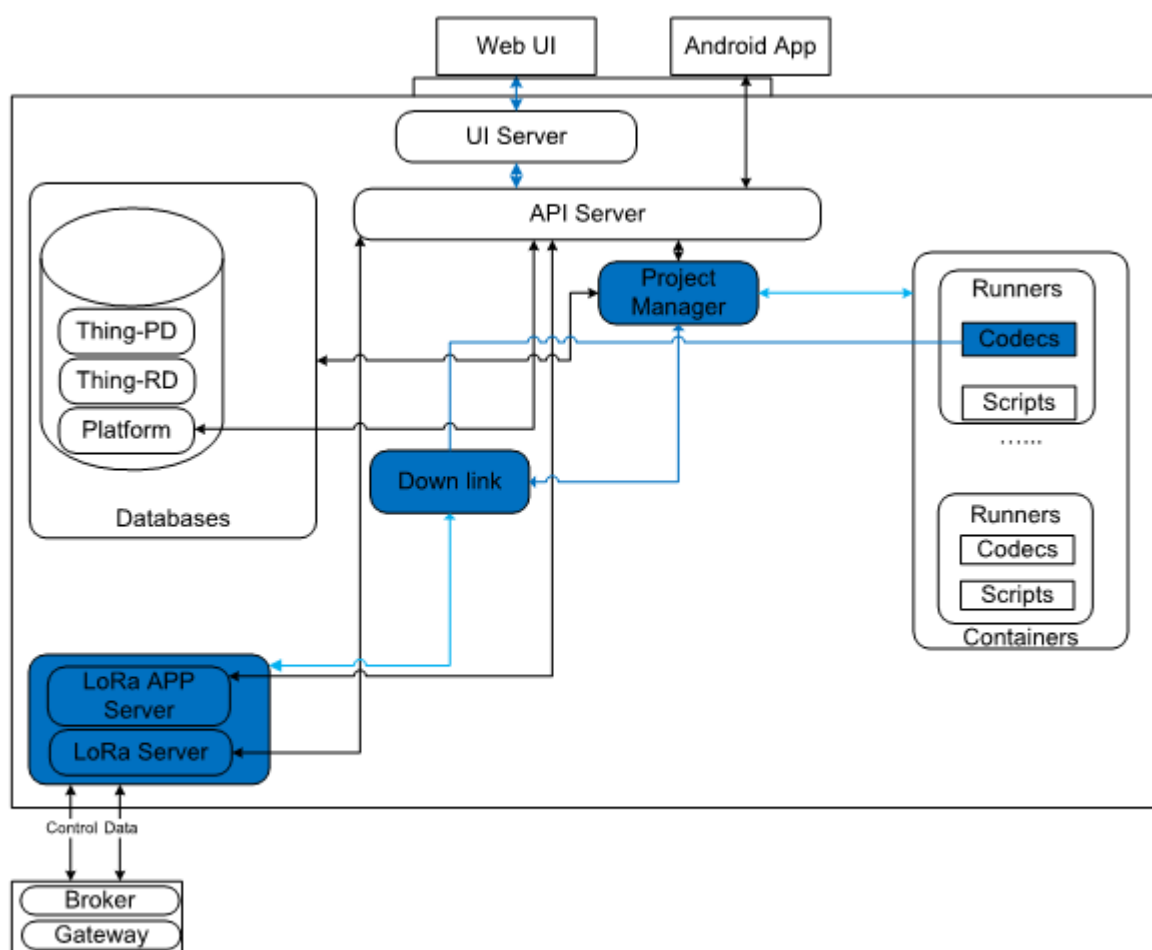 Web UI
Android App
UI Server
API Server
Project
Manager
Runners
Codecs
Scripts
......
Thing-PD
Thing-RD
Platform
Databases
Down link
Runners
Codecs
Scripts
Containers
LoRa APP
Server
LoRa Server
Control Data
Broker
Gateway